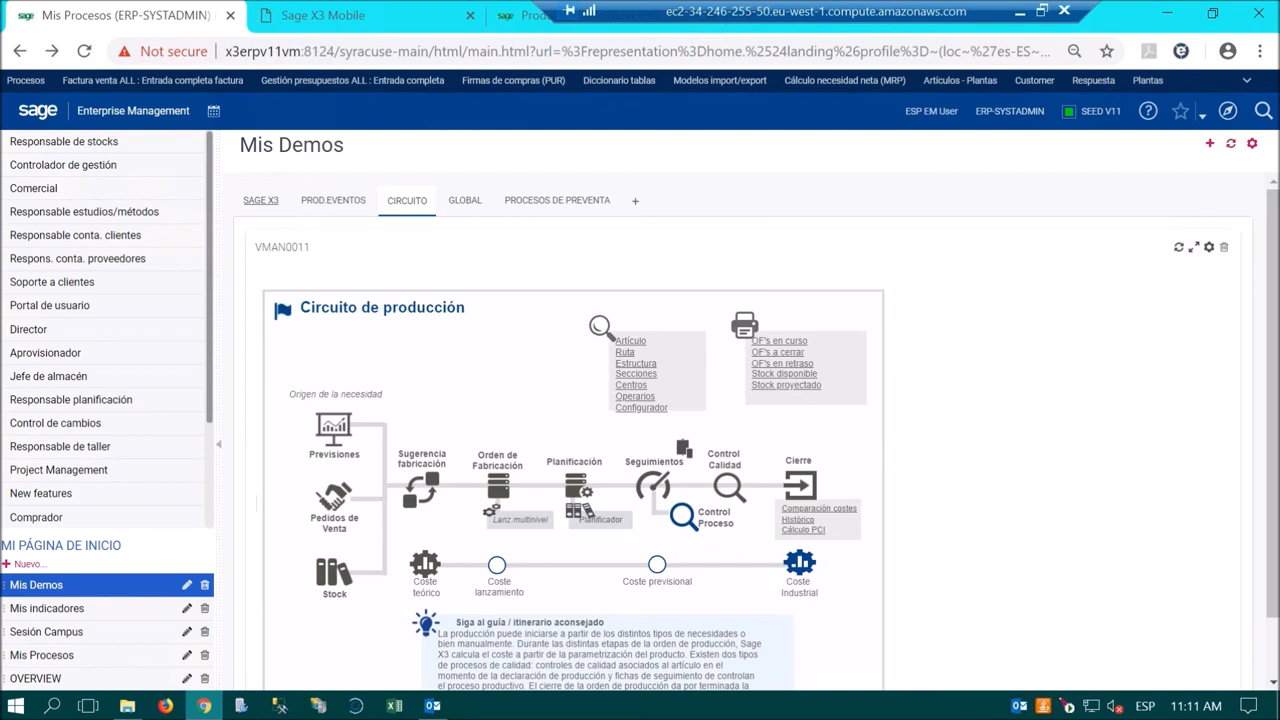 Mis Procesos (ERP-SYSTADMIN)
Sage X3 Mobile
ec2-34-246-255-50.eu-west-1.compute.amazonaws.com
Not secure
x3erpv11vm:8124/syracuse-main/html/main.html?url=%3Frepresentation%3Dhome.%2524landing%26profile%3D~(loc~%27es-ES~...
Procesos
Factura venta ALL : Entrada completa factura
Gestión presupuestos ALL : Entrada completa
Firmas de compras (PUR)
Diccionario tablas
Modelos import/export
Cálculo necesidad neta (MRP)
Artículos - Plantas
Customer
Respuesta
Plantas
sage
Enterprise Management
ESP EM User
ERP-SYSTADMIN
SEED V11
Responsable de stocks
Controlador de gestión
Comercial
Responsable estudios/métodos
Responsable conta. clientes
Respons. conta. proveedores
Soporte a clientes
Portal de usuario
Director
Aprovisionador
Jefe de almacén
Responsable planificación
Control de cambios
Responsable de taller
Project Management
New features
Comprador
MI PÁGINA DE INICIO
Nuevo...
Mis Demos
Mis indicadores
Sesión Campus
Mis Procesos
OVERVIEW
Mis Demos
SAGE X3
PROD.EVENTOS
CIRCUITO
GLOBAL
PROCESOS DE PREVENTA
+
VMAN0011
Circuito de producción
Artículo
Ruta
Estructura
Secciones
Centros
Operarios
Configurador
OF's en curso
OF's a cerrar
OF's en retraso
Stock disponible
Stock proyectado
Origen de la necesidad
Previsiones
Pedidos de
Venta
Stock
Sugerencia
fabricación
Orden de
Fabricación
Lanz.multinivel
Planificación
Planificador
Seguimientos
Control
Proceso
Control
Calidad
Cierre
Comparación costes
Histórico
Cálculo PCI
Coste
teórico
Coste
lanzamiento
Coste previsional
Coste
Industrial
Siga al guía / itinerario aconsejado
La producción puede iniciarse a partir de los distintos tipos de necesidades o
bien manualmente. Durante las distintas etapas de la orden de producción, Sage
X3 calcula el coste a partir de la parametrización del producto. Existen dos tipos
de procesos de calidad: controles de calidad asociados al artículo en el
momento de la declaración de producción y fichas de seguimiento de controlan
el proceso productivo. El cierre de la orden de producción da por terminada la
ESP
11:11 AM